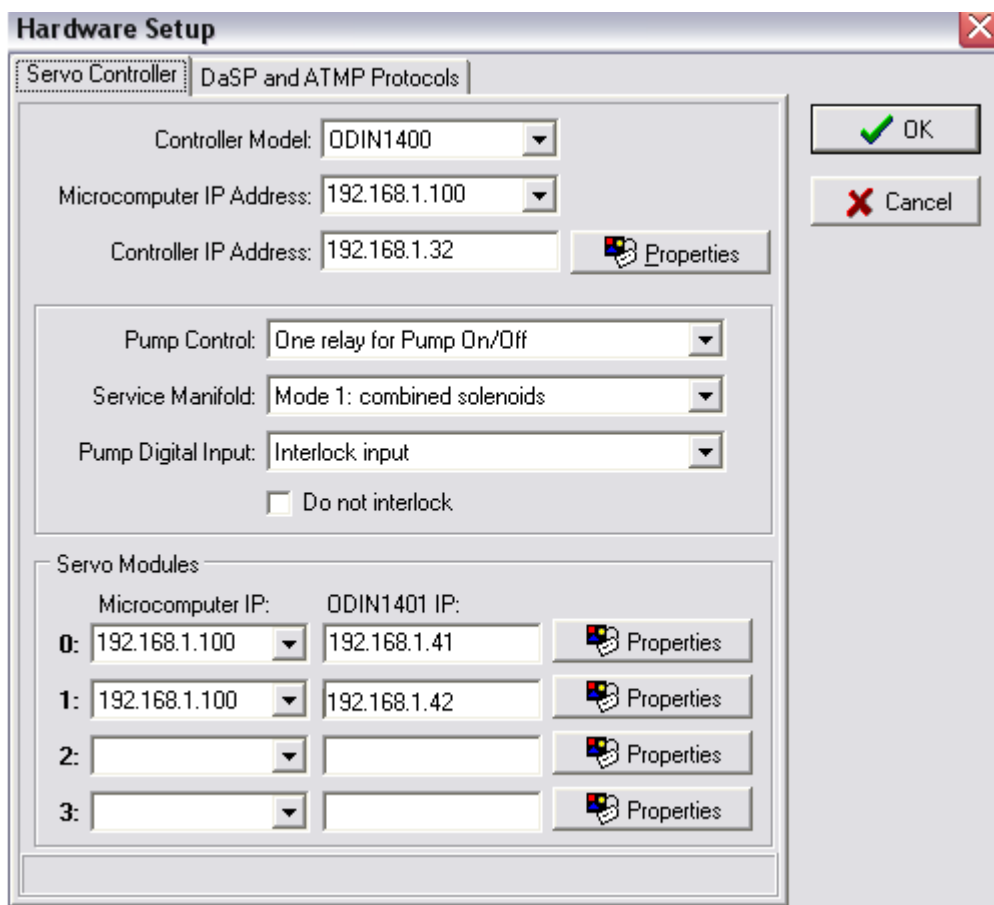 Hardware Setup
Servo Controller DaSP and ATMP Protocols
Controller Model: ODIN1400
OK
Microcomputer IP Address: 192.168.1.100
Cancel
Controller IP Address: 192.168.1.32 Properties
Pump Control: One relay for Pump On/Off
Service Manifold: Mode 1: combined solenoids
Pump Digital Input: Interlock input
Do not interlock
Servo Modules
Microcomputer IP: ODIN1401 IP:
0: 192.168.1.100 192.168.1.41 Properties
1: 192.168.1.100 192.168.1.42 Properties
2: Properties
3: Properties